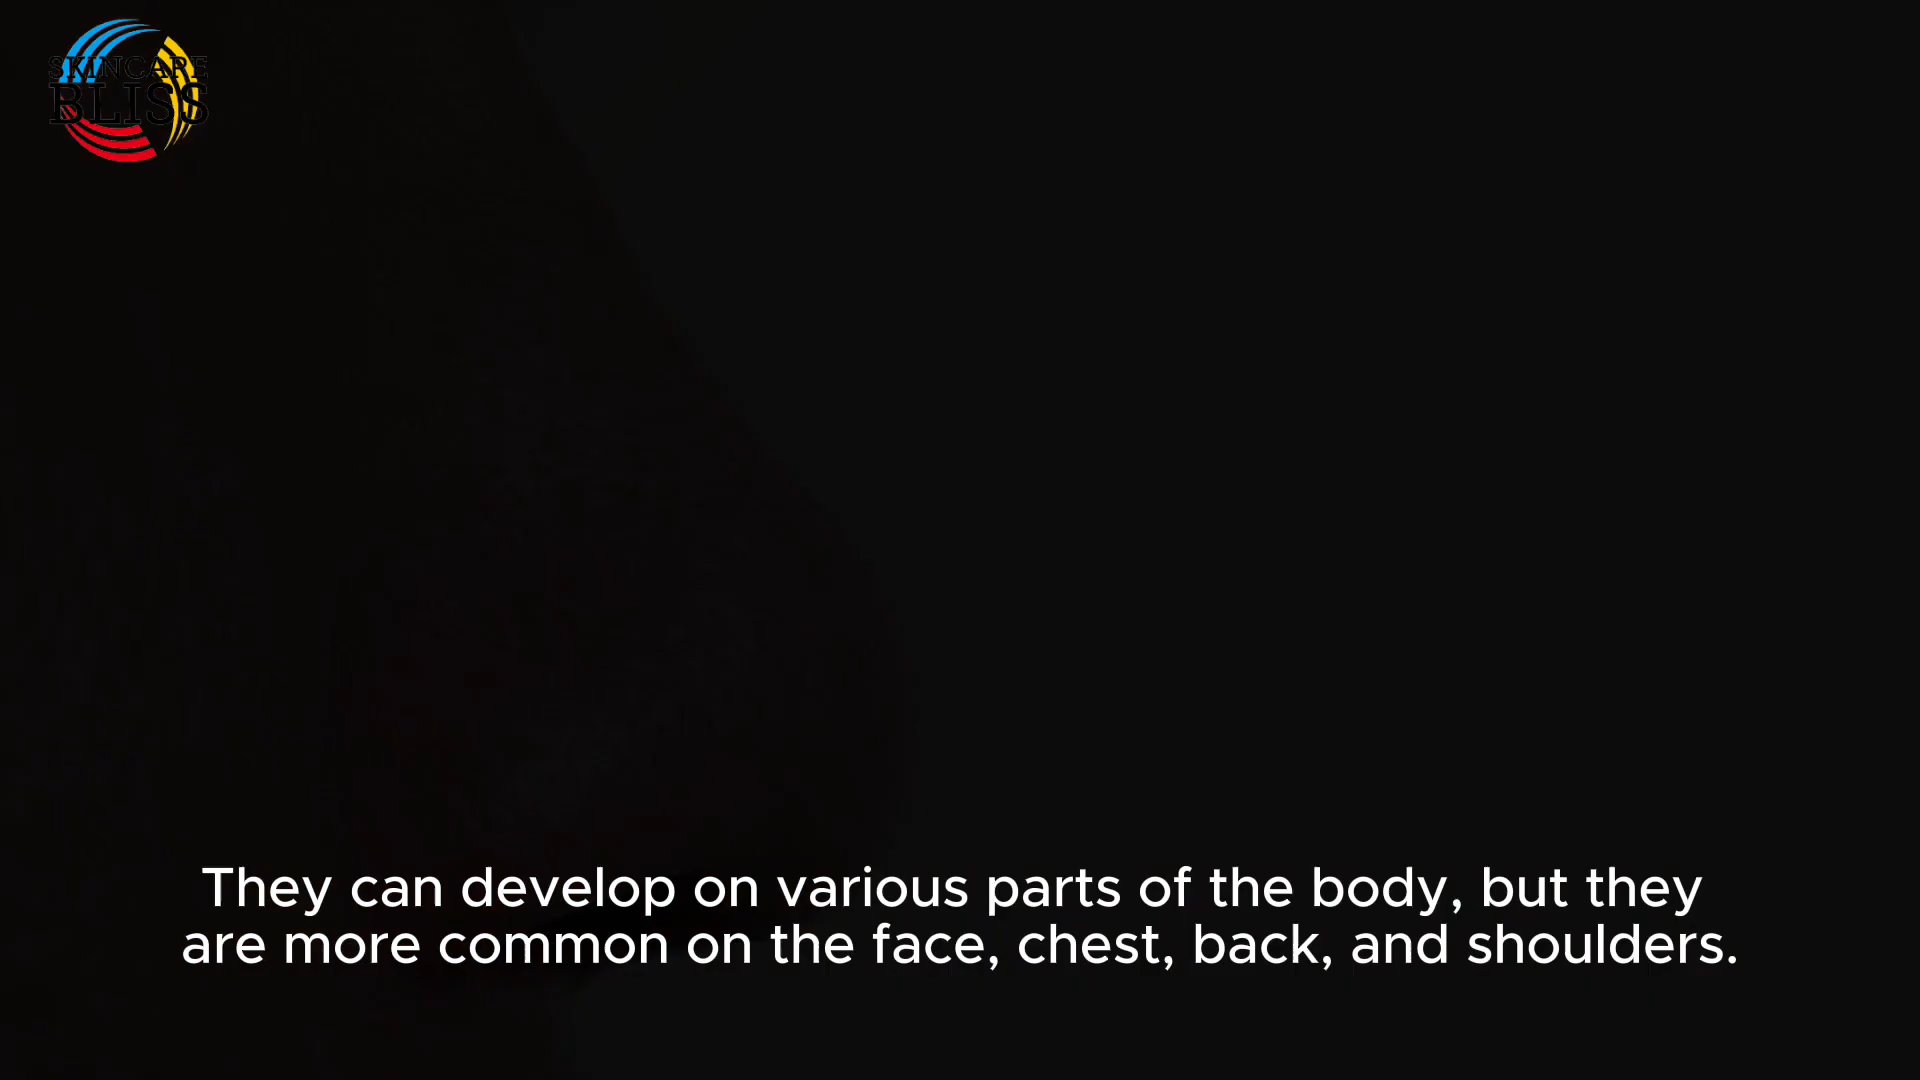 SKINCARE
BLISS
They can develop on various parts of the body, but they
are more common on the face, chest, back, and shoulders.